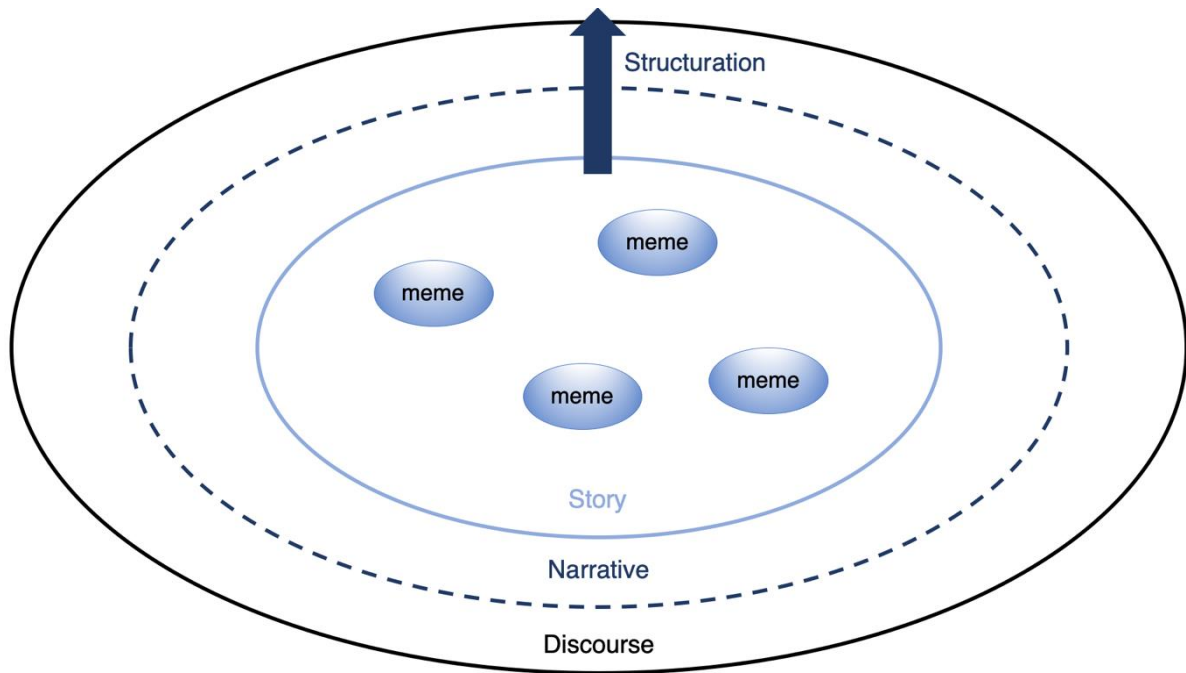 Structuration
meme
meme
meme
meme
Story
Narrative
Discourse